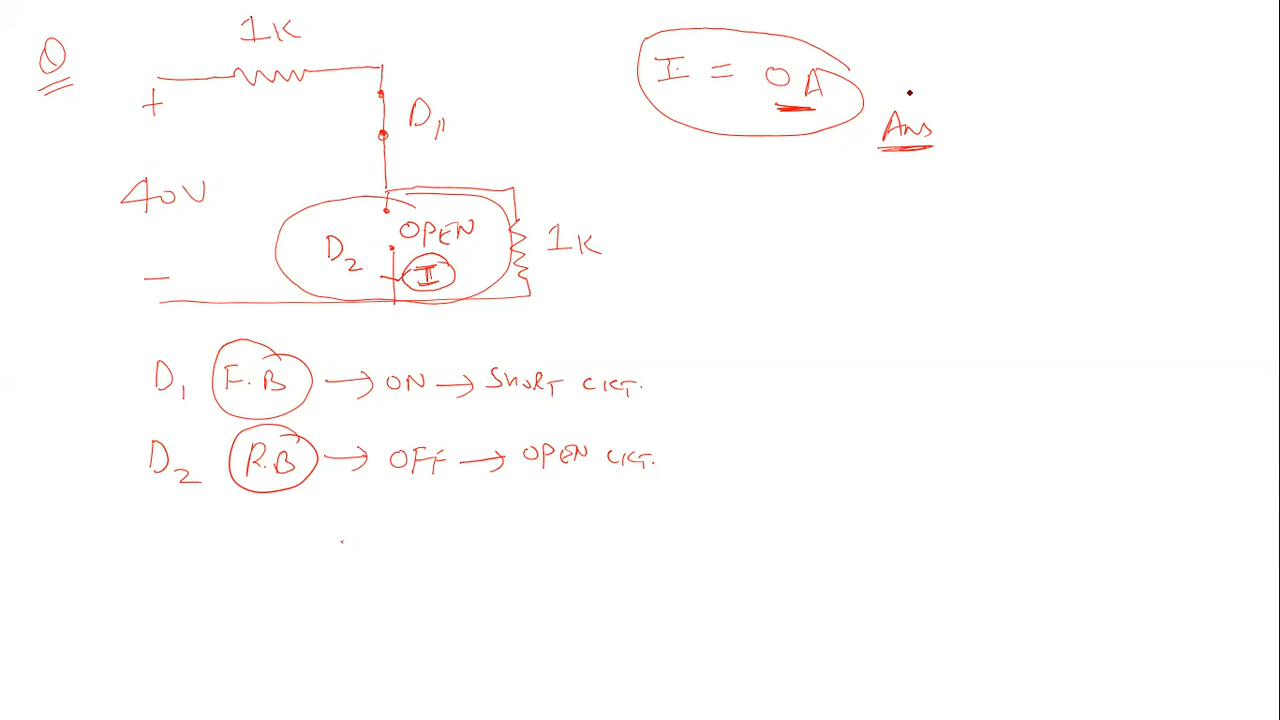 Q
1K
+
D1
40V
-
D2
OPEN
I
1K
I = 0 A
Ans
D1 F.B → ON → SHORT CKT.
D2 R.B → OFF → OPEN CKT.